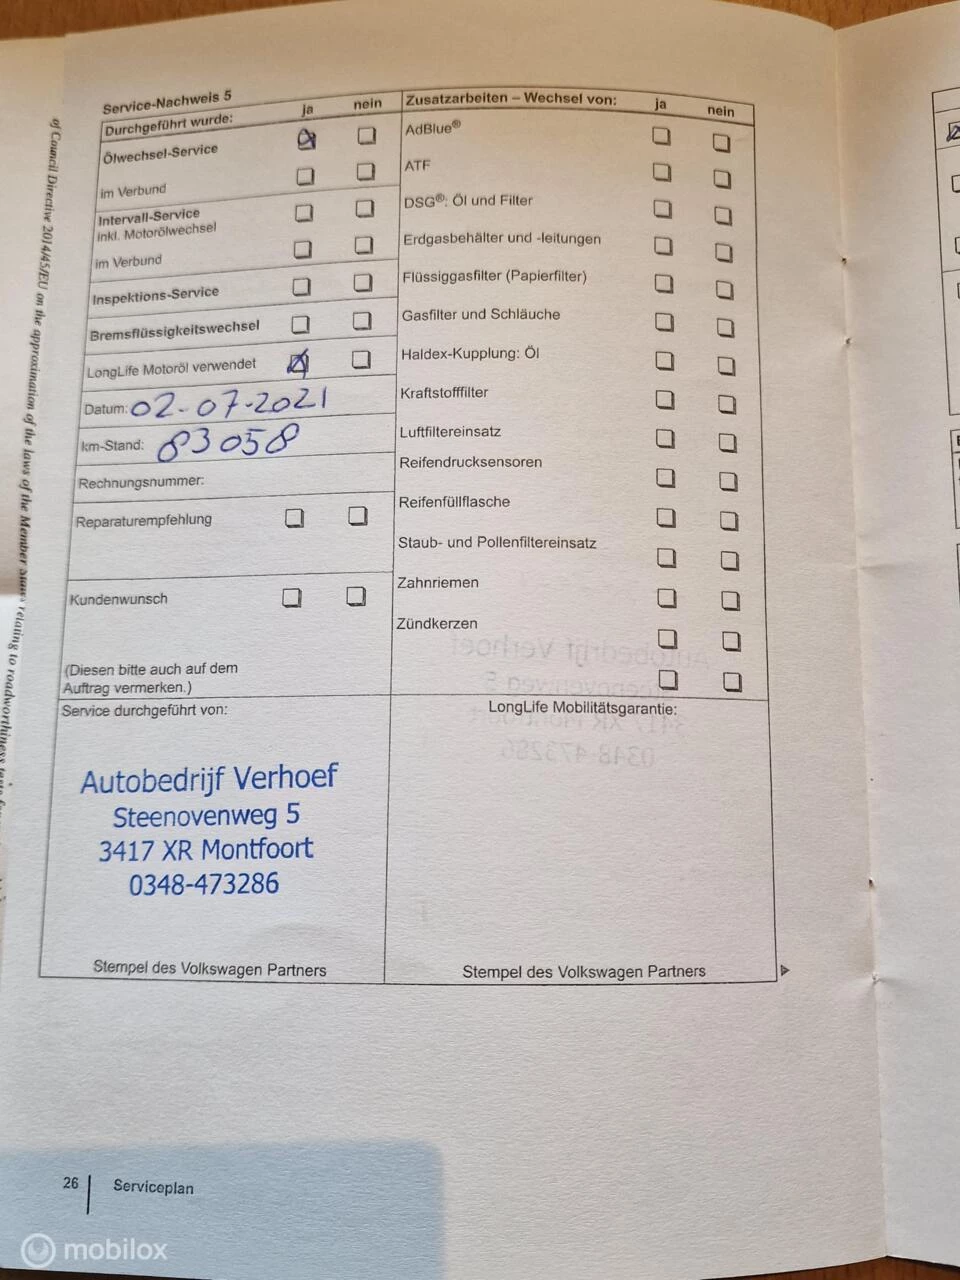 Service-Nachweis 5
Durchgeführt wurde: ja nein
Ölwechsel-Service
im Verbund
Intervall-Service
inkl. Motorölwechsel
im Verbund
Inspektions-Service
Bremsflüssigkeitswechsel
LongLife Motoröl verwendet
Datum: 02-07-2021
km-Stand: 83058
Rechnungsnummer:
Reparaturempfehlung
Kundenwunsch
(Diesen bitte auch auf dem
Auftrag vermerken.)
Service durchgeführt von:
Autobedrijf Verhoef
Steenovenweg 5
3417 XR Montfoort
0348-473286
Stempel des Volkswagen Partners
Zusatzarbeiten – Wechsel von: ja nein
AdBlue®
ATF
DSG®: Öl und Filter
Erdgasbehälter und -leitungen
Flüssiggasfilter (Papierfilter)
Gasfilter und Schläuche
Haldex-Kupplung: Öl
Kraftstofffilter
Luftfiltereinsatz
Reifendrucksensoren
Reifenfüllflasche
Staub- und Pollenfiltereinsatz
Zahnriemen
Zündkerzen
LongLife Mobilitätsgarantie:
Stempel des Volkswagen Partners
26 Serviceplan
of Council Directive 2014/45/EU on the approximation of the laws of the Member States relating to roadworthiness
mobilox